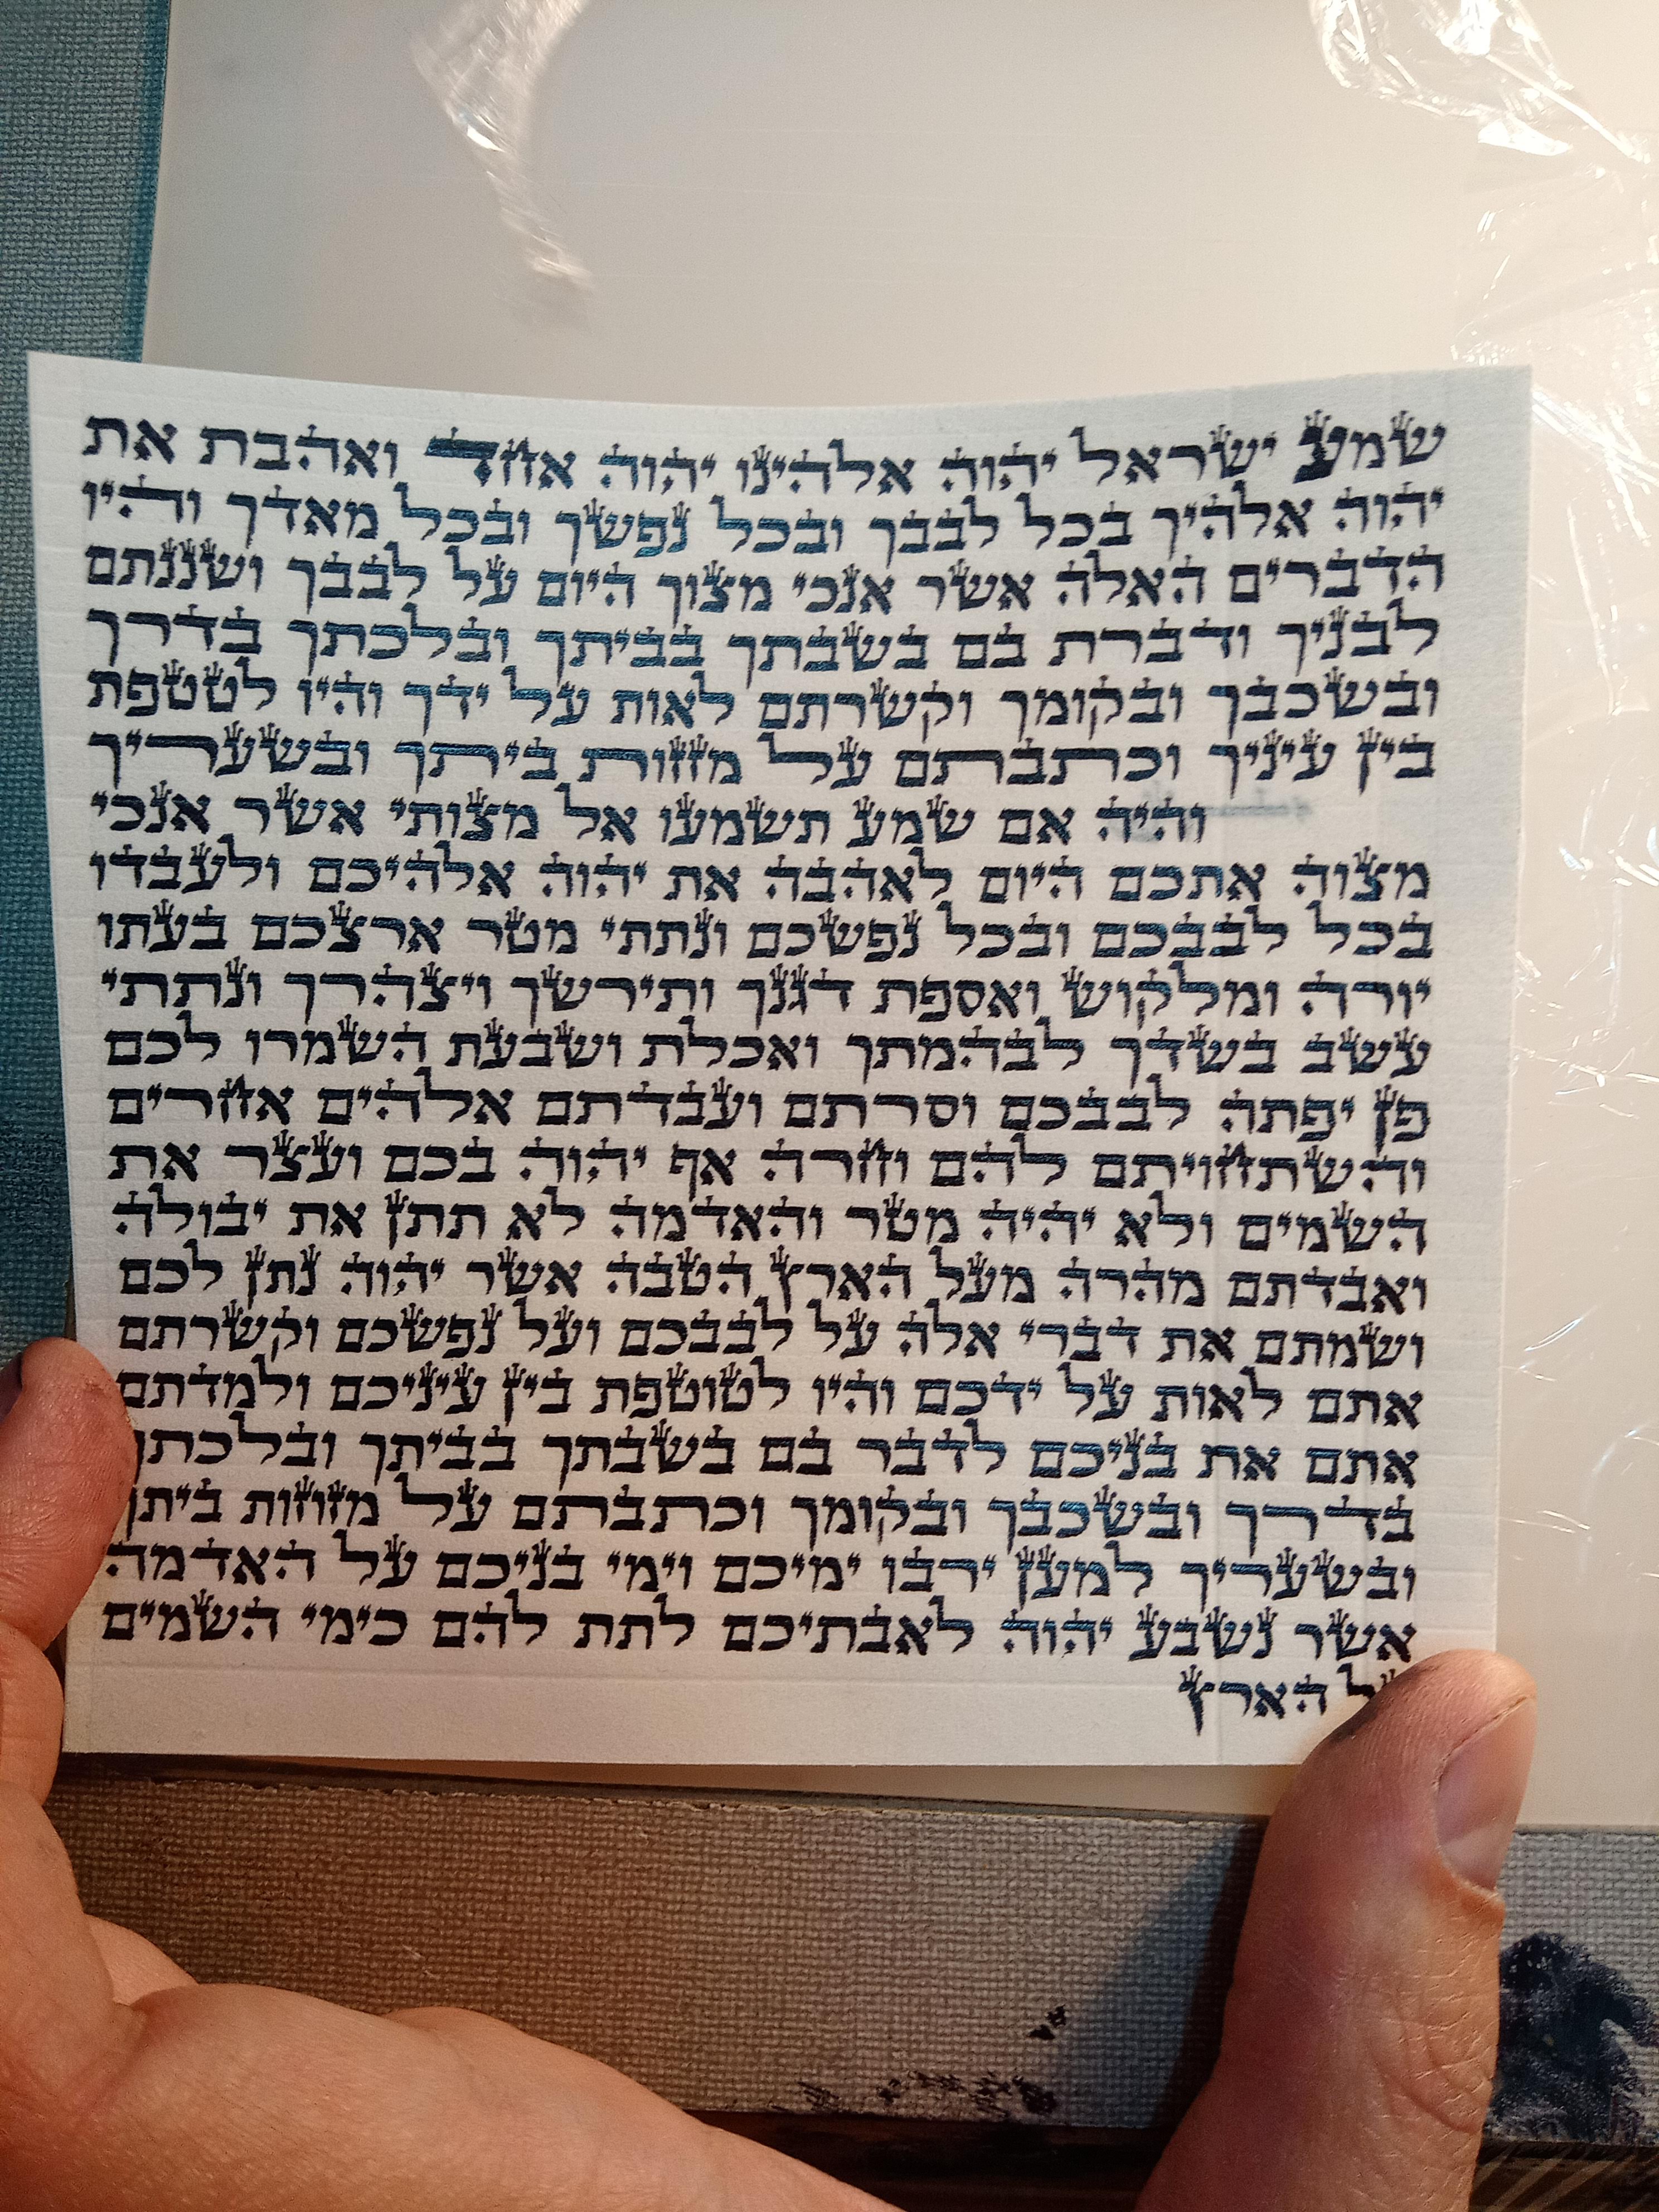 שמע ישראל יהוה אלהינו יהוה אחד ואהבת את
יהוה אלהיך בכל לבבך ובכל נפשך ובכל מאדך והיו
הדברים האלה אשר אנכי מצוך היום על לבבך ושננתם
לבניך ודברת בם בשבתך בביתך ובלכתך בדרך
ובשכבך ובקומך וקשרתם לאות על ידך והיו לטטפת
בין עיניך וכתבתם על מזזות ביתך ובשעריך
והיה אם שמע תשמעו אל מצותי אשר אנכי
מצוה אתכם היום לאהבה את יהוה אלהיכם ולעבדו
בכל לבבכם ובכל נפשכם ונתתי מטר ארצכם בעתו
יורה ומלקוש ואספת דגנך ותירשך ויצהרך ונתתי
עשב בשדך לבהמתך ואכלת ושבעת השמרו לכם
פן יפתה לבבכם וסרתם ועבדתם אלהים אחרים
והשתחויתם להם וחרה אף יהוה בכם ועצר את
השמים ולא יהיה מטר והאדמה לא תתן את יבולה
ואבדתם מהרה מעל הארץ הטבה אשר יהוה נתן לכם
ושמתם את דברי אלה על לבבכם ועל נפשכם וקשרתם
אתם לאות על ידכם והיו לטוטפת בין עיניכם ולמדתם
אתם את בניכם לדבר בם בשבתך בביתך ובלכתך
בדרך ובשכבך ובקומך וכתבתם על מזוזות ביתך
ובשעריך למען ירבו ימיכם וימי בניכם על האדמה
אשר נשבע יהוה לאבתיכם לתת להם כימי השמים
הארץ